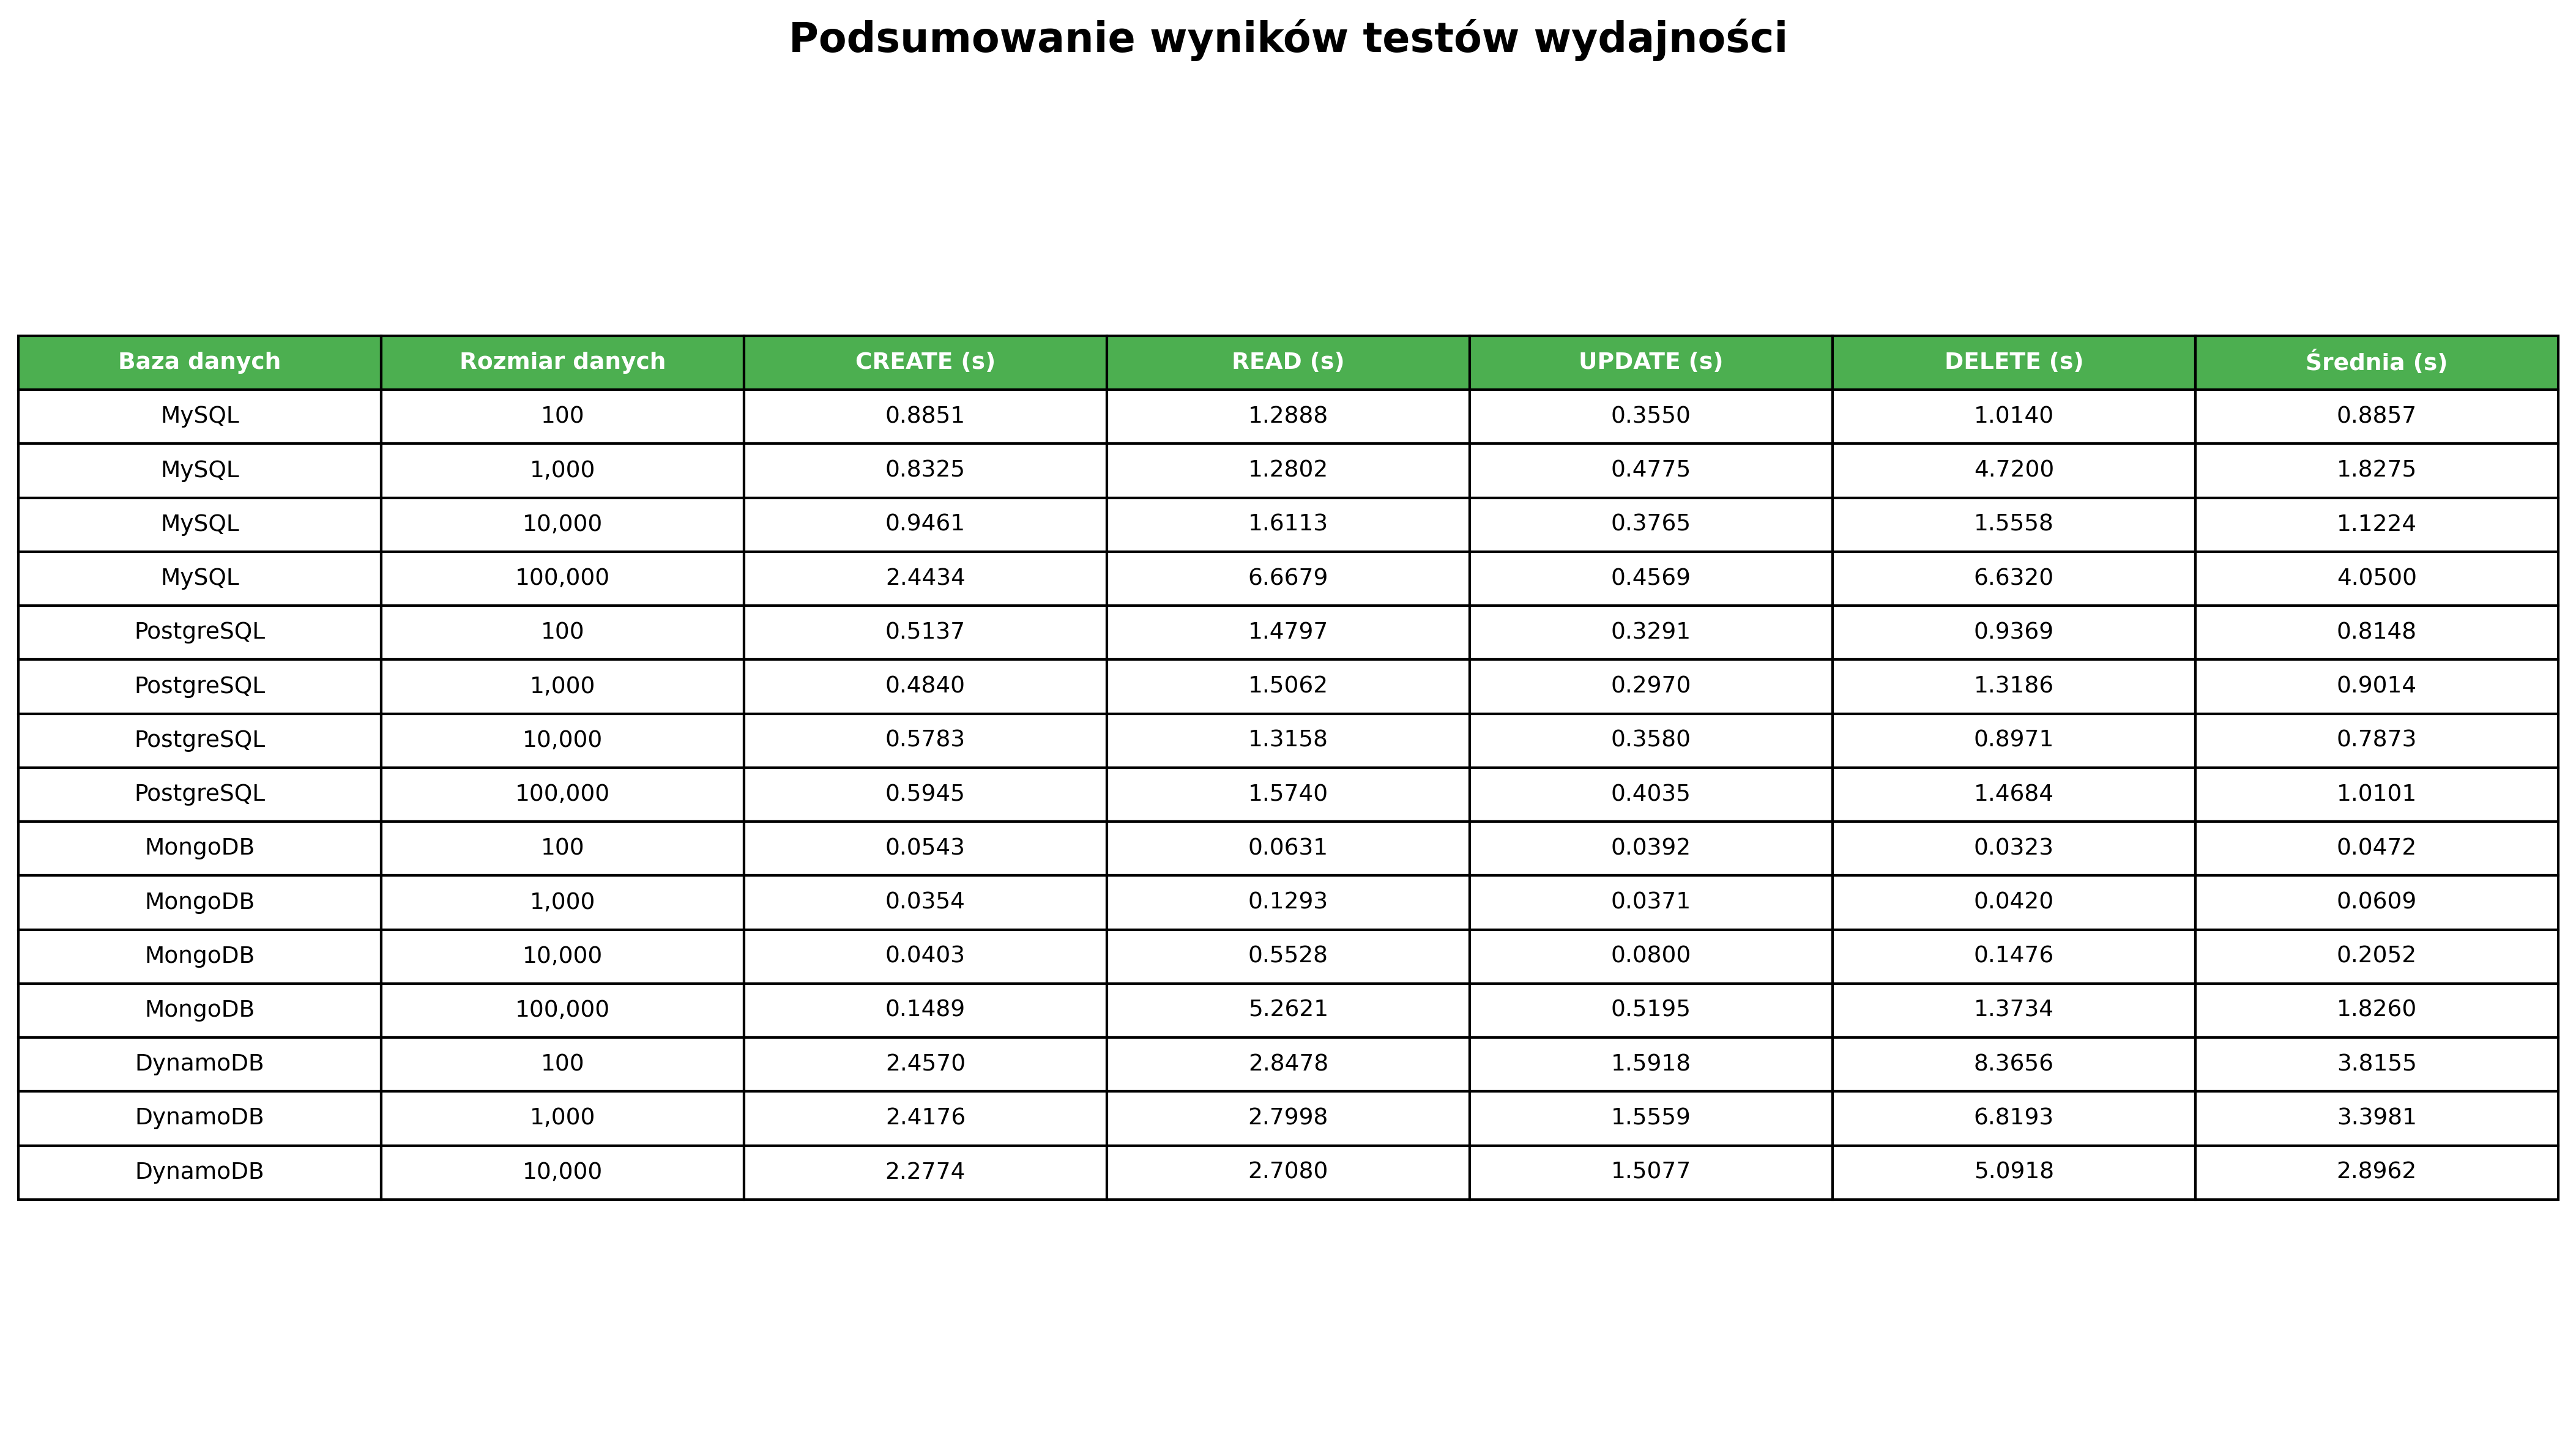 Podsumowanie wyników testów wydajności
Baza danych Rozmiar danych CREATE (s) READ (s) UPDATE (s) DELETE (s) Średnia (s)
MySQL 100 0.8851 1.2888 0.3550 1.0140 0.8857
MySQL 1,000 0.8325 1.2802 0.4775 4.7200 1.8275
MySQL 10,000 0.9461 1.6113 0.3765 1.5558 1.1224
MySQL 100,000 2.4434 6.6679 0.4569 6.6320 4.0500
PostgreSQL 100 0.5137 1.4797 0.3291 0.9369 0.8148
PostgreSQL 1,000 0.4840 1.5062 0.2970 1.3186 0.9014
PostgreSQL 10,000 0.5783 1.3158 0.3580 0.8971 0.7873
PostgreSQL 100,000 0.5945 1.5740 0.4035 1.4684 1.0101
MongoDB 100 0.0543 0.0631 0.0392 0.0323 0.0472
MongoDB 1,000 0.0354 0.1293 0.0371 0.0420 0.0609
MongoDB 10,000 0.0403 0.5528 0.0800 0.1476 0.2052
MongoDB 100,000 0.1489 5.2621 0.5195 1.3734 1.8260
DynamoDB 100 2.4570 2.8478 1.5918 8.3656 3.8155
DynamoDB 1,000 2.4176 2.7998 1.5559 6.8193 3.3981
DynamoDB 10,000 2.2774 2.7080 1.5077 5.0918 2.8962